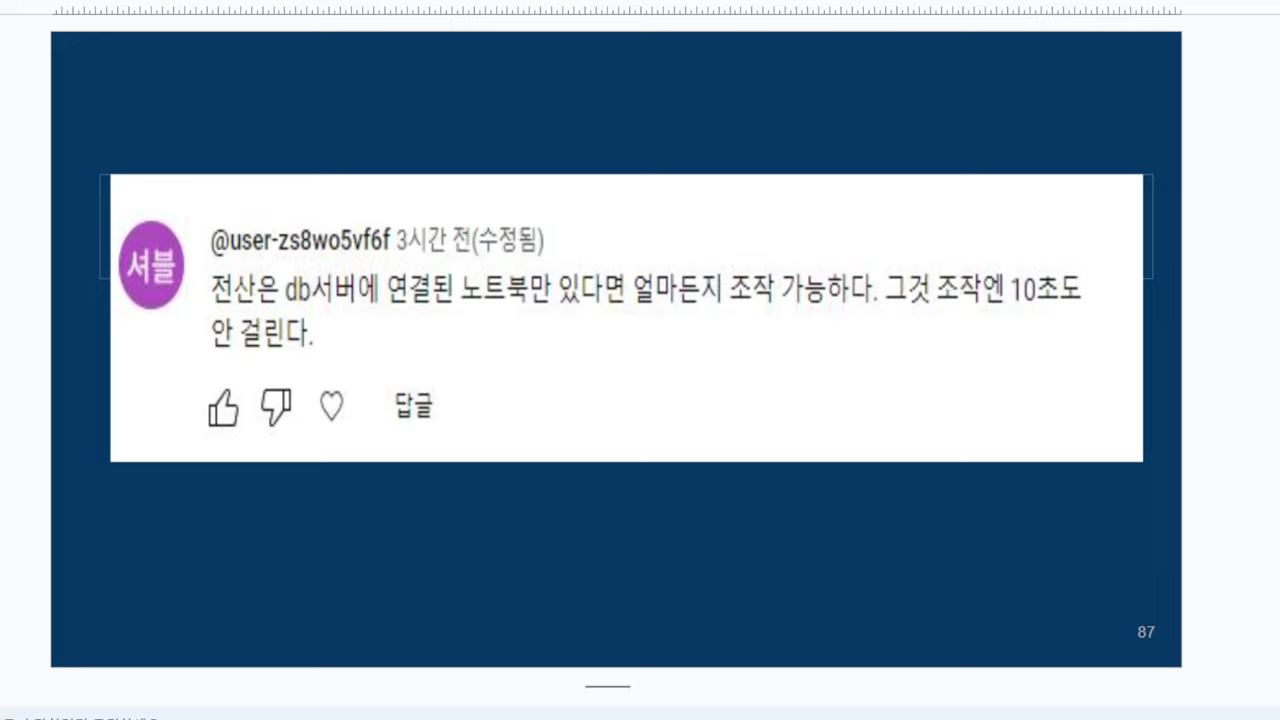 셔블
@user-zs8wo5vf6f 3시간 전(수정됨)
전산은 db서버에 연결된 노트북만 있다면 얼마든지 조작 가능하다. 그것 조작엔 10초도
안 걸린다.
답글
87